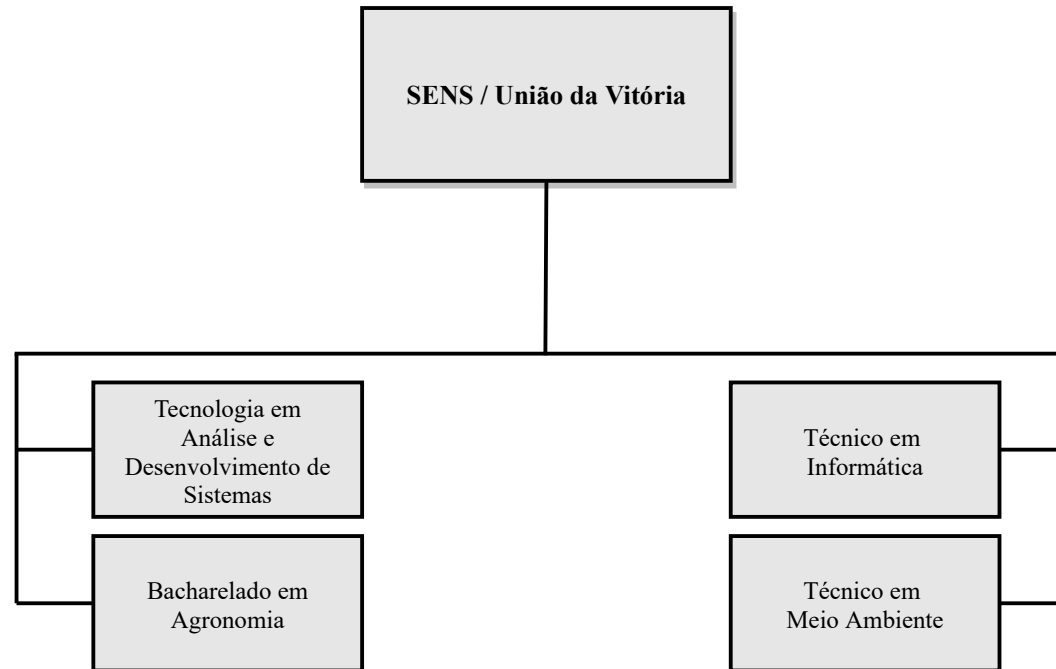 SENS / União da Vitória
Tecnologia em
Análise e
Desenvolvimento de
Sistemas
Bacharelado em
Agronomia
Técnico em
Informática
Técnico em
Meio Ambiente